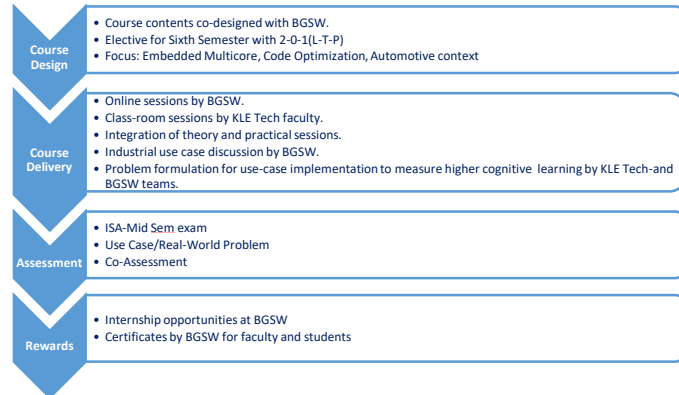 Course Design
• Course contents co-designed with BGSW.
• Elective for Sixth Semester with 2-0-1(L-T-P)
• Focus: Embedded Multicore, Code Optimization, Automotive context
Course Delivery
• Online sessions by BGSW.
• Class-room sessions by KLE Tech faculty.
• Integration of theory and practical sessions.
• Industrial use case discussion by BGSW.
• Problem formulation for use-case implementation to measure higher cognitive learning by KLE Tech-and
BGSW teams.
Assessment
• ISA-Mid Sem exam
• Use Case/Real-World Problem
• Co-Assessment
Rewards
• Internship opportunities at BGSW
• Certificates by BGSW for faculty and students